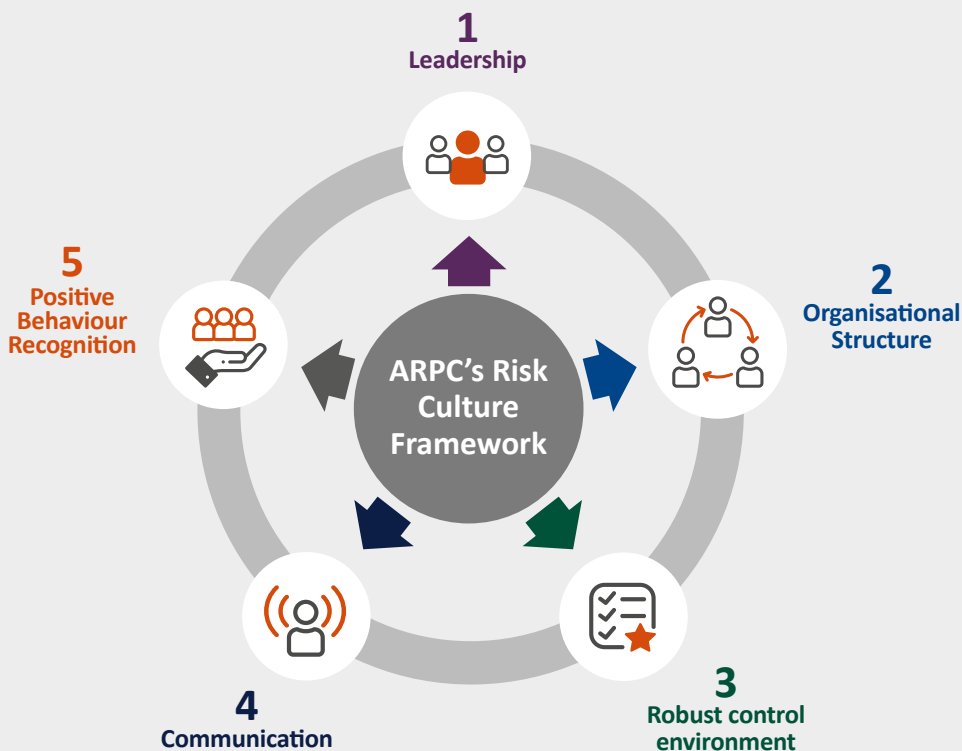 1
Leadership
2
Organisational
Structure
3
Robust control
environment
4
Communication
5
Positive
Behaviour
Recognition
ARPC’s Risk
Culture
Framework